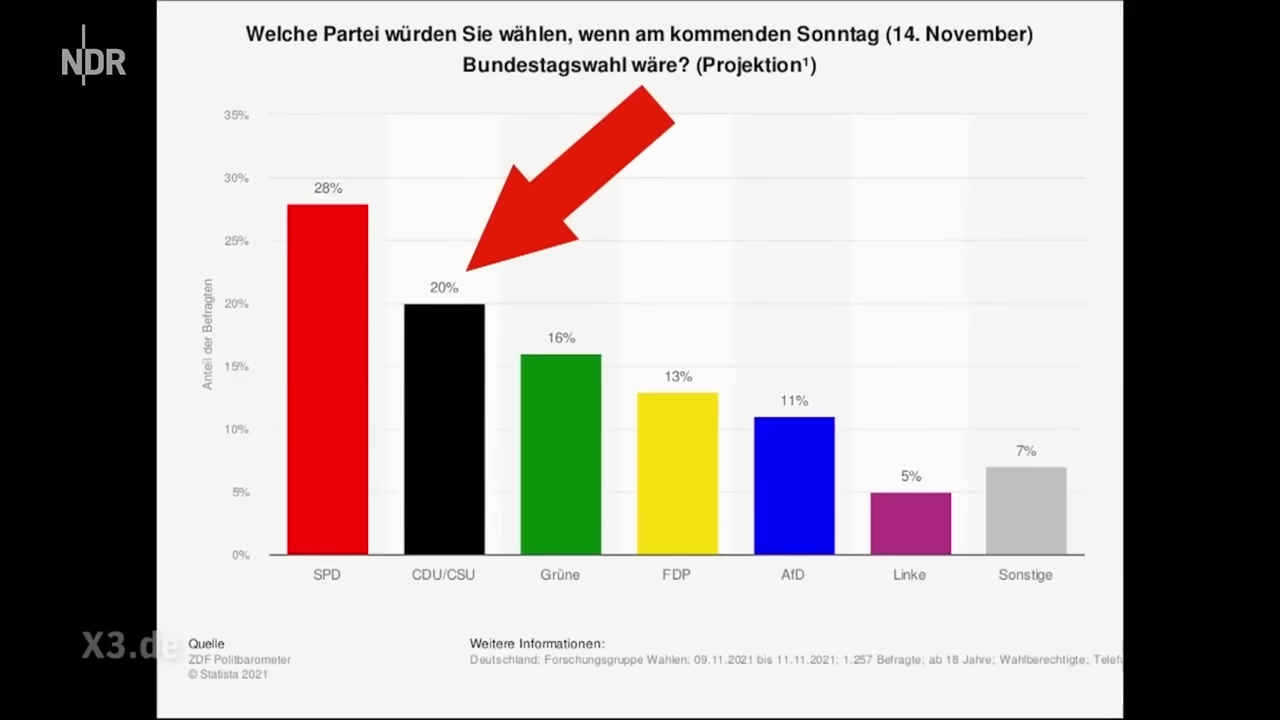 NDR
Welche Partei würden Sie wählen, wenn am kommenden Sonntag (14. November)
Bundestagswahl wäre? (Projektion¹)
35%
30%
25%
20%
15%
10%
5%
0%
Anteil der Befragten
28%
20%
16%
13%
11%
5%
7%
SPD
CDU/CSU
Grüne
FDP
AfD
Linke
Sonstige
X3.de
Quelle
ZDF Politbarometer
© Statista 2021
Weitere Informationen:
Deutschland; Forschungsgruppe Wahlen; 09.11.2021 bis 11.11.2021; 1.257 Befragte; ab 18 Jahre; Wahlberechtigte; Telef